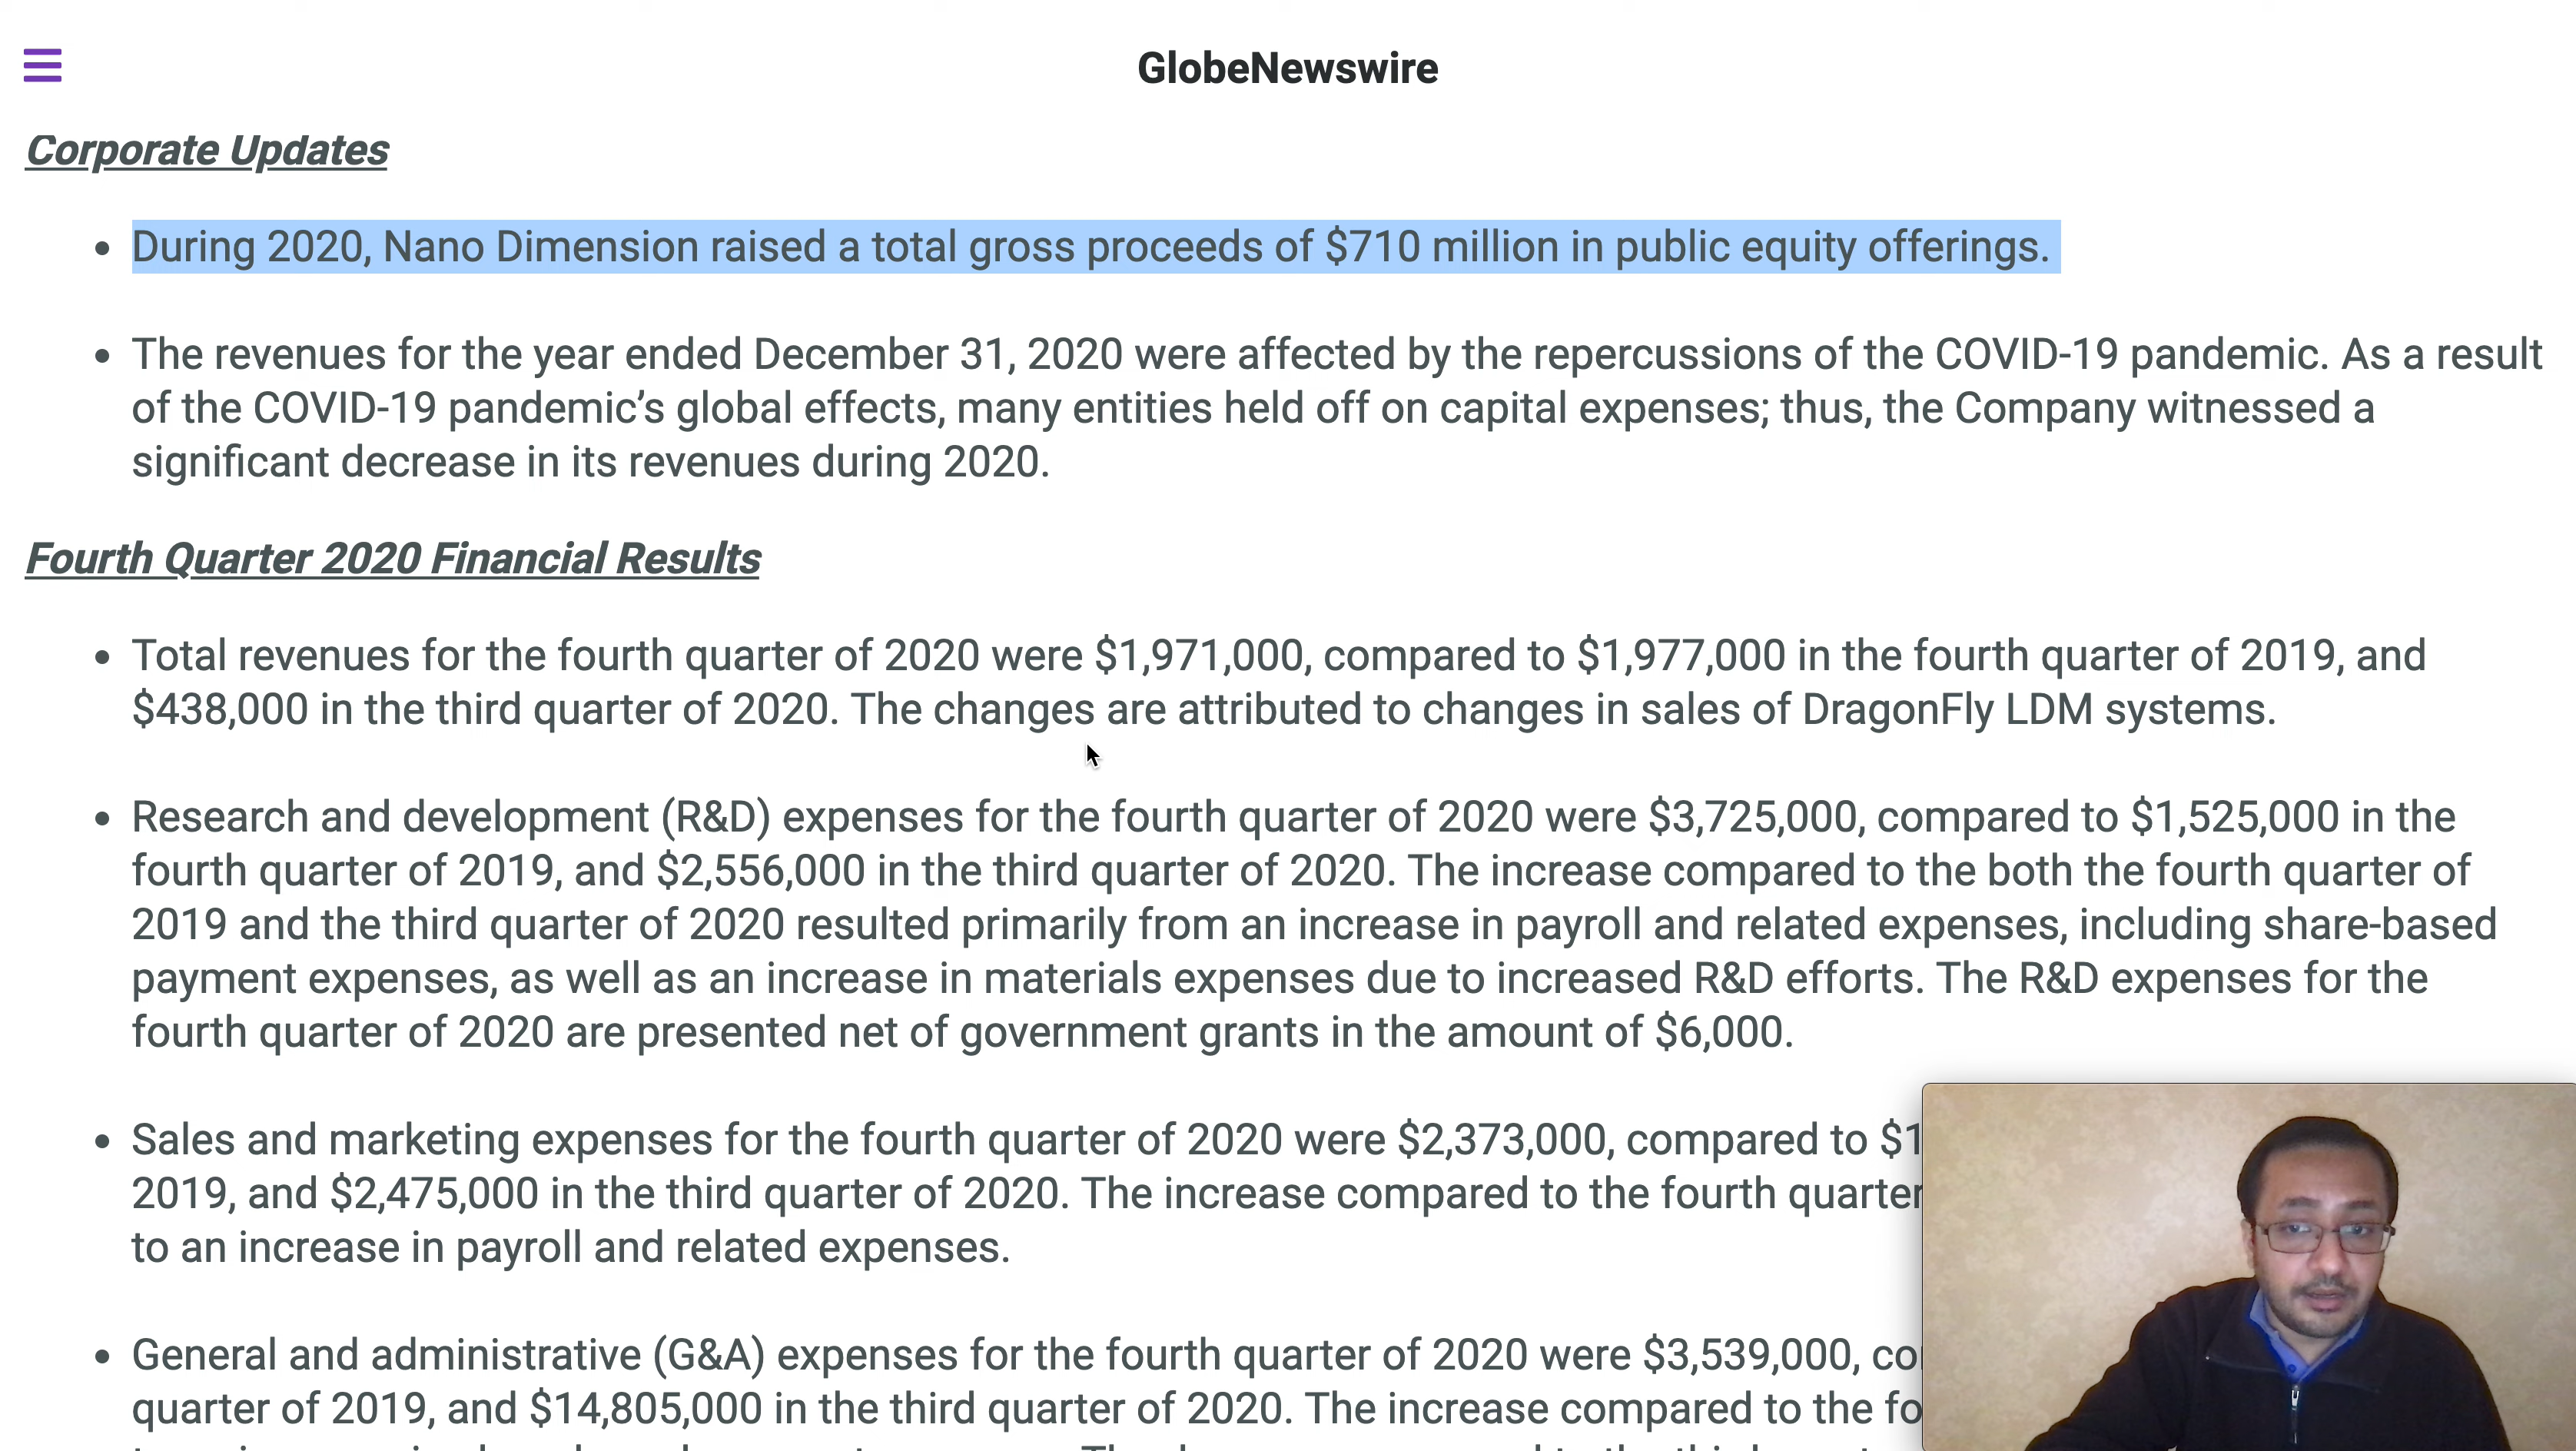 GlobeNewswire
Corporate Updates
During 2020, Nano Dimension raised a total gross proceeds of $710 million in public equity offerings.
The revenues for the year ended December 31, 2020 were affected by the repercussions of the COVID-19 pandemic. As a result
of the COVID-19 pandemic’s global effects, many entities held off on capital expenses; thus, the Company witnessed a
significant decrease in its revenues during 2020.
Fourth Quarter 2020 Financial Results
Total revenues for the fourth quarter of 2020 were $1,971,000, compared to $1,977,000 in the fourth quarter of 2019, and
$438,000 in the third quarter of 2020. The changes are attributed to changes in sales of DragonFly LDM systems.
Research and development (R&D) expenses for the fourth quarter of 2020 were $3,725,000, compared to $1,525,000 in the
fourth quarter of 2019, and $2,556,000 in the third quarter of 2020. The increase compared to the both the fourth quarter of
2019 and the third quarter of 2020 resulted primarily from an increase in payroll and related expenses, including share-based
payment expenses, as well as an increase in materials expenses due to increased R&D efforts. The R&D expenses for the
fourth quarter of 2020 are presented net of government grants in the amount of $6,000.
Sales and marketing expenses for the fourth quarter of 2020 were $2,373,000, compared to $1
2019, and $2,475,000 in the third quarter of 2020. The increase compared to the fourth quarter
to an increase in payroll and related expenses.
General and administrative (G&A) expenses for the fourth quarter of 2020 were $3,539,000,
quarter of 2019, and $14,805,000 in the third quarter of 2020. The increase compared to the